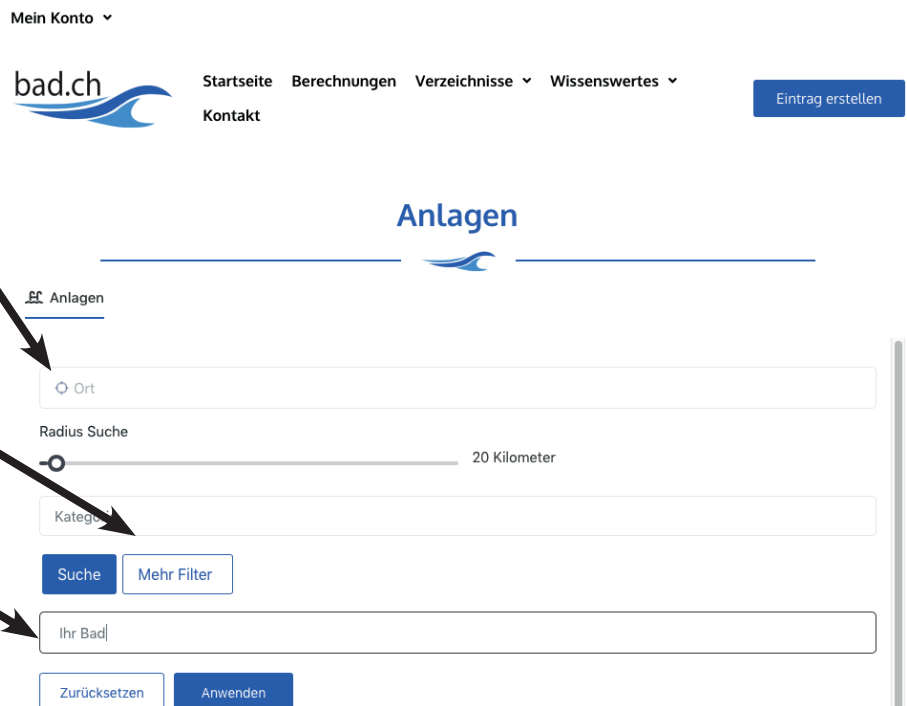 Mein Konto
bad.ch
Startseite Berechnungen Verzeichnisse Wissenswertes
Kontakt
Eintrag erstellen
Anlagen
Anlagen
Ort
Radius Suche
20 Kilometer
Suche Mehr Filter
Ihr Bad
Zurücksetzen Anwenden